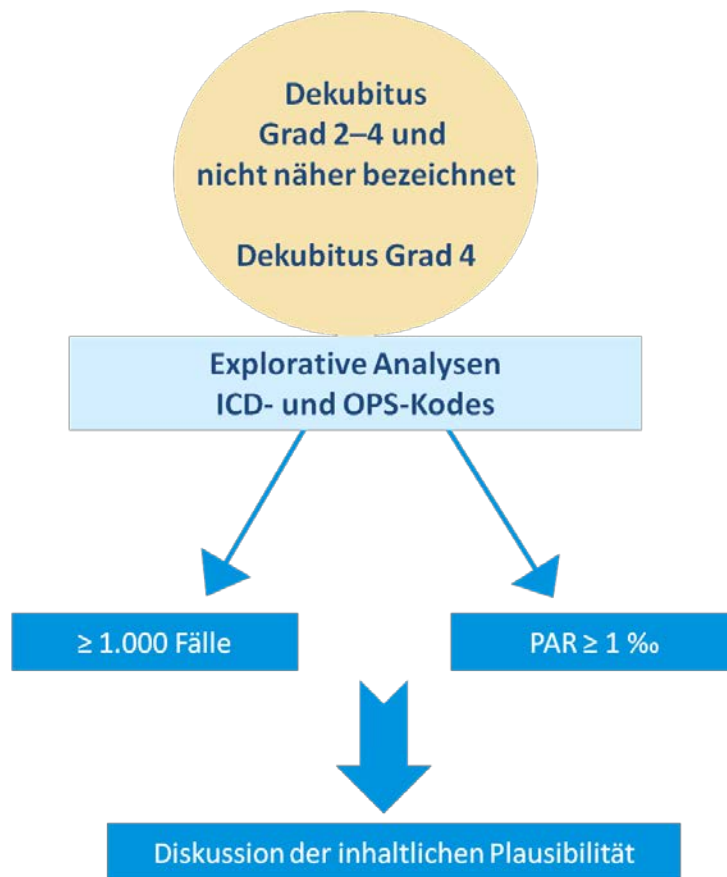 Dekubitus
Grad 2–4 und
nicht näher bezeichnet
Dekubitus Grad 4
Explorative Analysen
ICD- und OPS-Kodes
≥ 1.000 Fälle
PAR ≥ 1 ‰
Diskussion der inhaltlichen Plausibilität